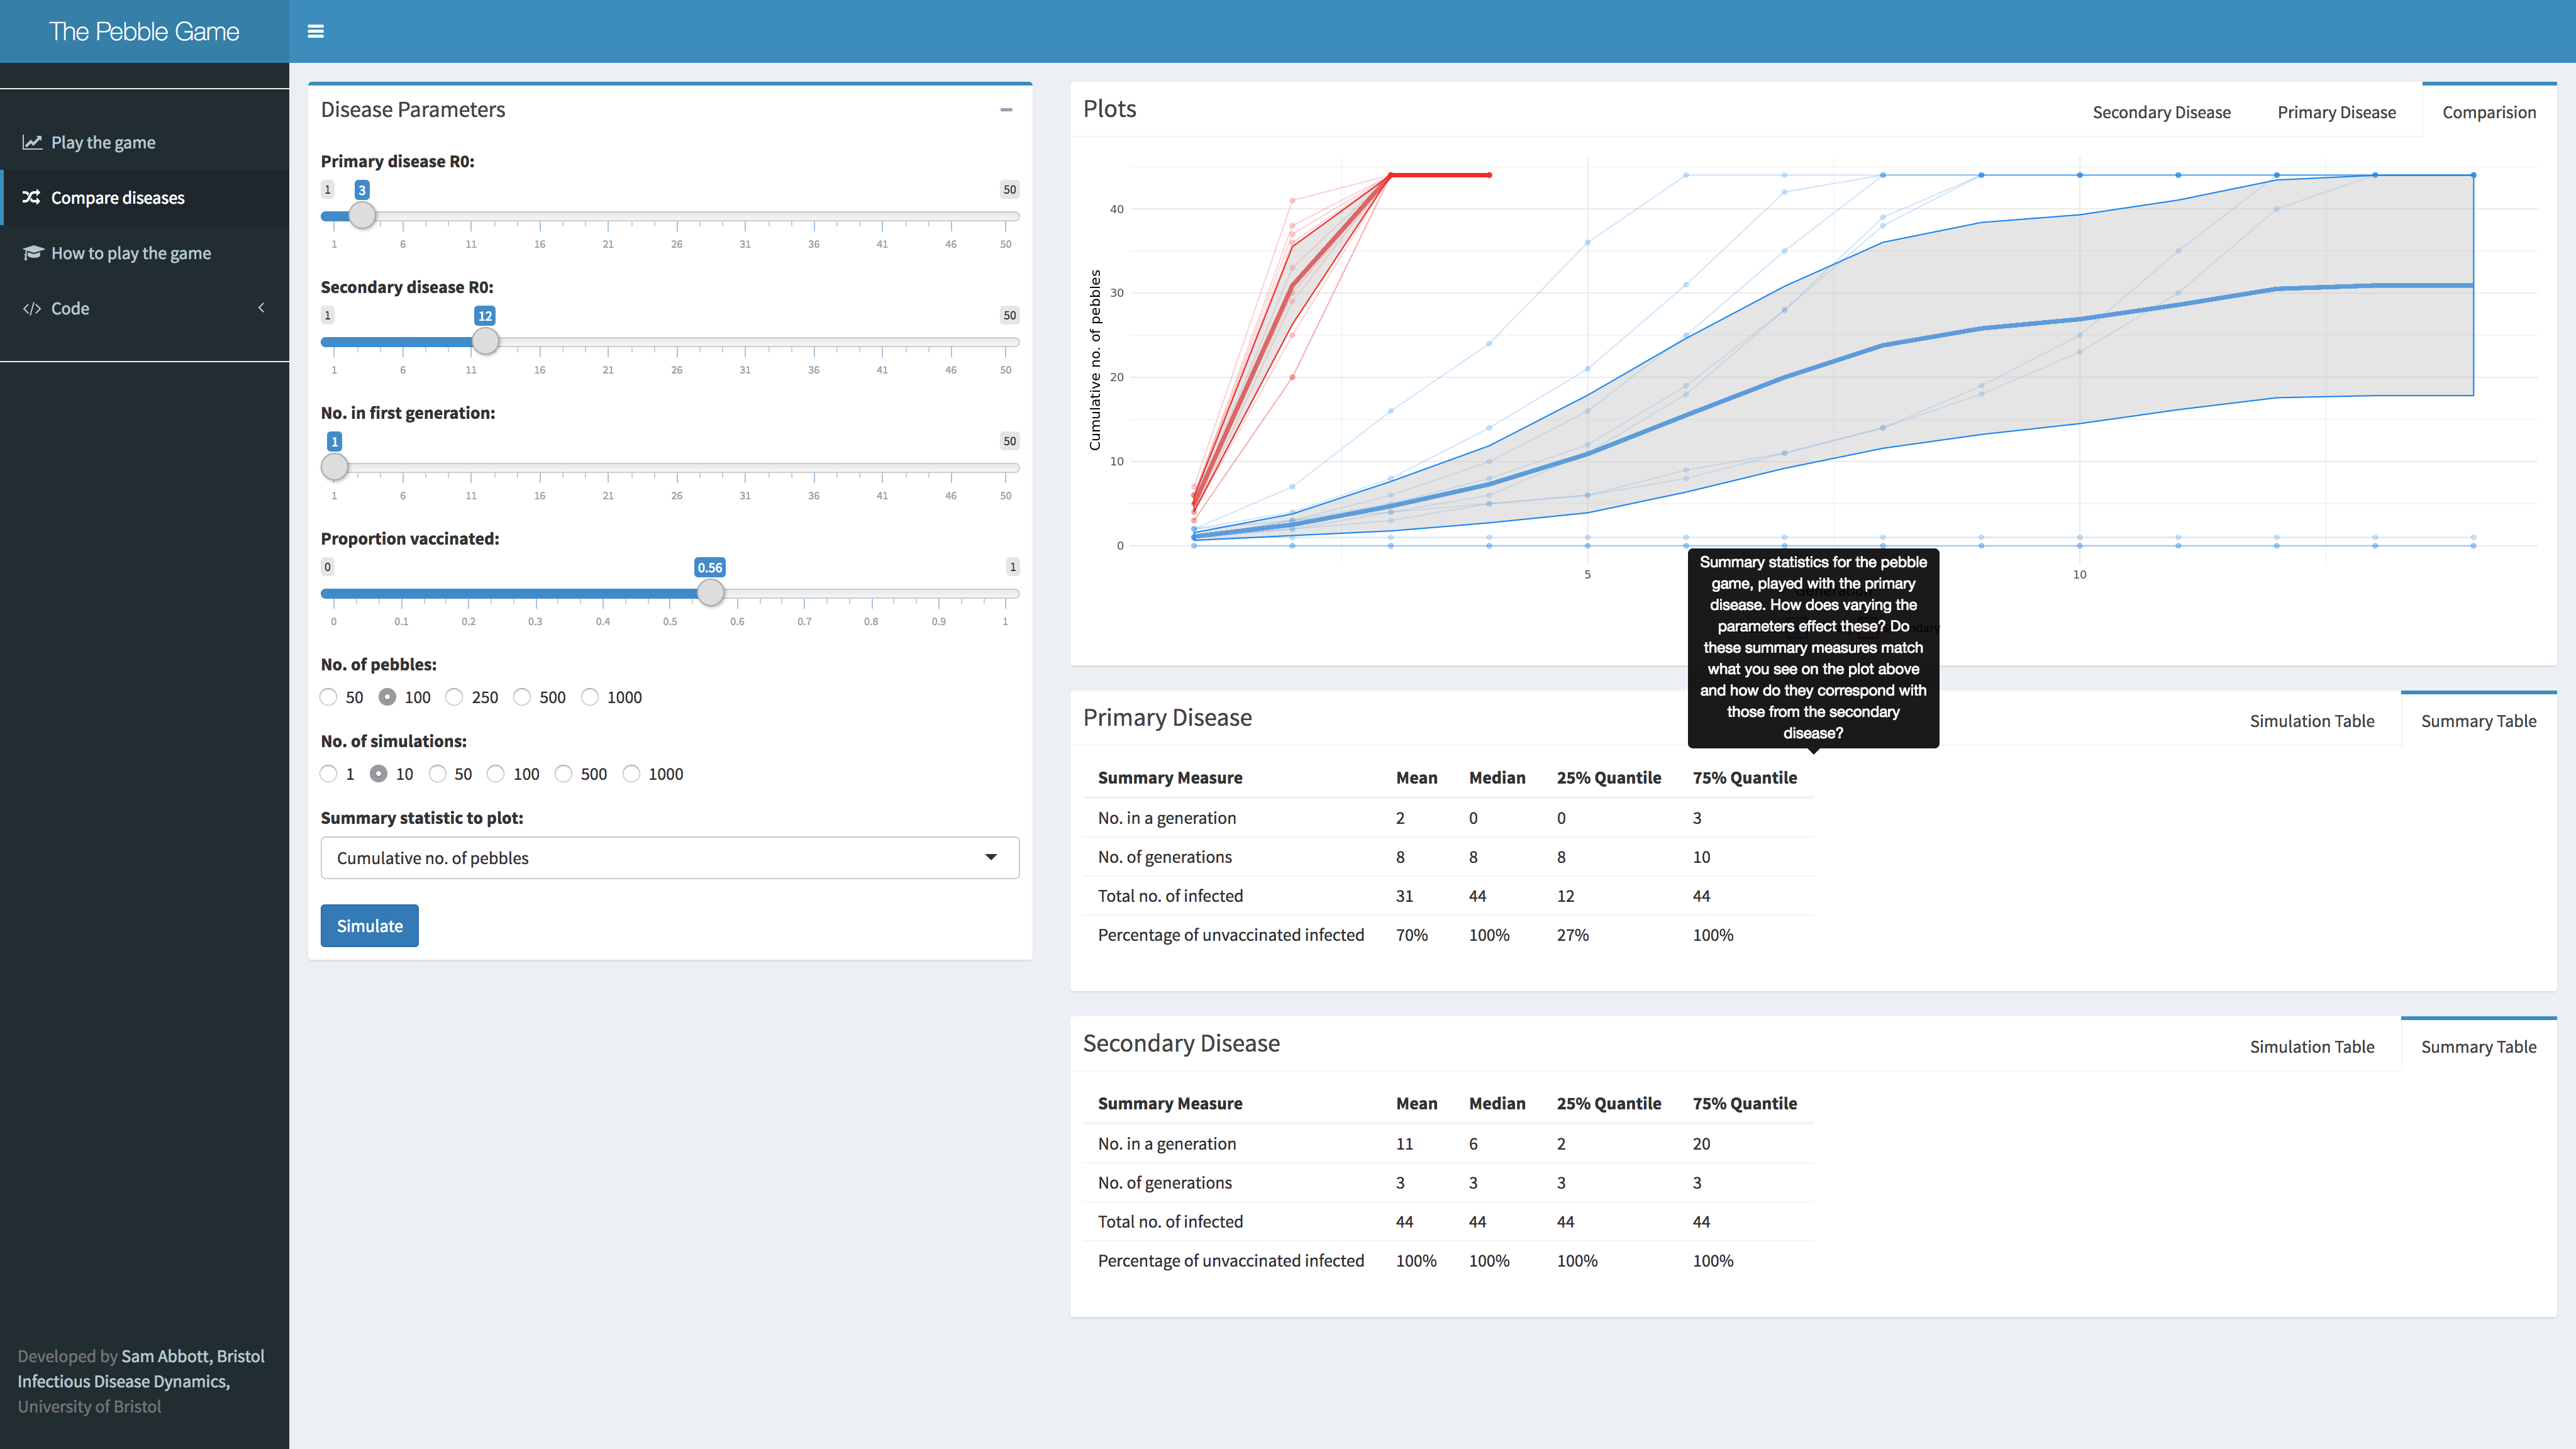 The Pebble Game
Play the game
Compare diseases
How to play the game
Code
Developed by Sam Abbott, Bristol
Infectious Disease Dynamics,
University of Bristol
Disease Parameters
Primary disease R0:
1 3 50
1 6 11 16 21 26 31 36 41 46 50
Secondary disease R0:
1 12 50
1 6 11 16 21 26 31 36 41 46 50
No. in first generation:
1 50
1 6 11 16 21 26 31 36 41 46 50
Proportion vaccinated:
0 0.56 1
0 0.1 0.2 0.3 0.4 0.5 0.6 0.7 0.8 0.9 1
No. of pebbles:
50 100 250 500 1000
No. of simulations:
1 10 50 100 500 1000
Summary statistic to plot:
Cumulative no. of pebbles
Simulate
Plots
Secondary Disease Primary Disease Comparision
Cumulative no. of pebbles
40
30
20
10
0
5 10
Summary statistics for the pebble
game, played with the primary
disease. How does varying the
parameters effect these? Do
these summary measures match
what you see on the plot above
and how do they correspond with
those from the secondary
disease?
Primary Disease
Simulation Table Summary Table
Summary Measure Mean Median 25% Quantile 75% Quantile
No. in a generation 2 0 0 3
No. of generations 8 8 8 10
Total no. of infected 31 44 12 44
Percentage of unvaccinated infected 70% 100% 27% 100%
Secondary Disease
Simulation Table Summary Table
Summary Measure Mean Median 25% Quantile 75% Quantile
No. in a generation 11 6 2 20
No. of generations 3 3 3 3
Total no. of infected 44 44 44 44
Percentage of unvaccinated infected 100% 100% 100% 100%